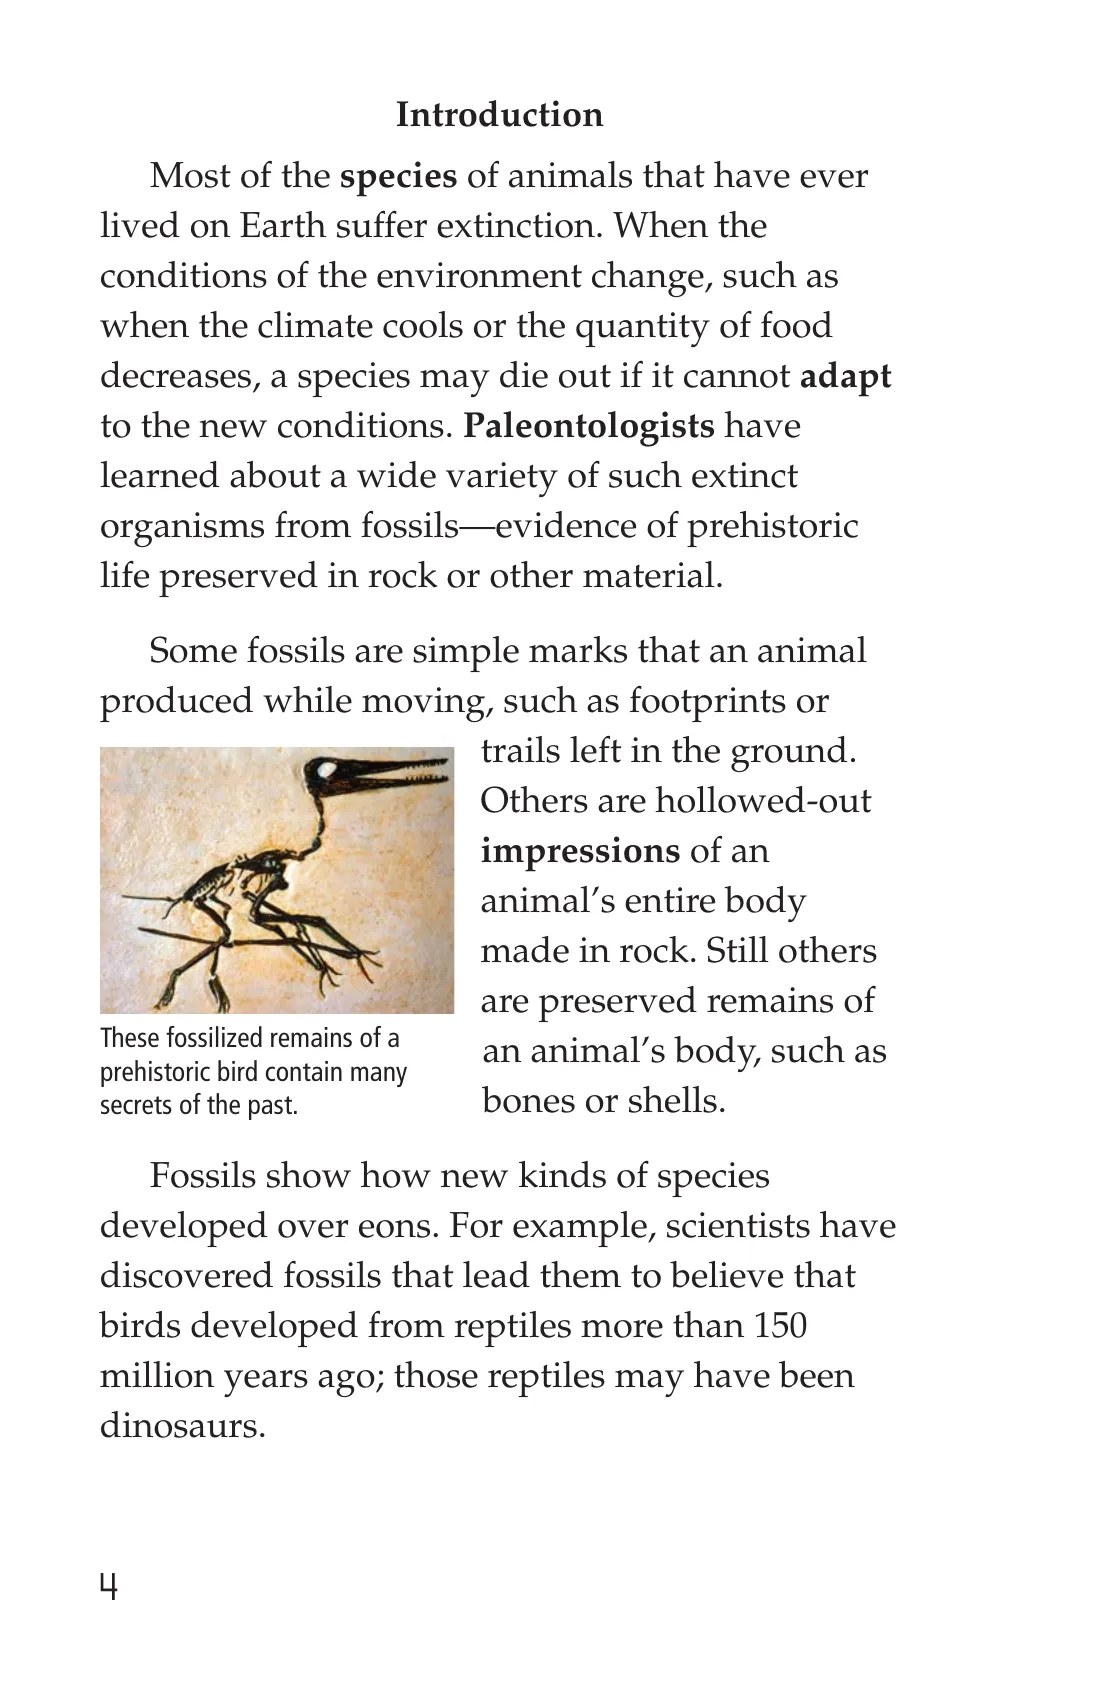 Introduction
Most of the species of animals that have ever
lived on Earth suffer extinction. When the
conditions of the environment change, such as
when the climate cools or the quantity of food
decreases, a species may die out if it cannot adapt
to the new conditions. Paleontologists have
learned about a wide variety of such extinct
organisms from fossils—evidence of prehistoric
life preserved in rock or other material.
Some fossils are simple marks that an animal
produced while moving, such as footprints or
trails left in the ground.
Others are hollowed-out
impressions of an
animal’s entire body
made in rock. Still others
are preserved remains of
an animal’s body, such as
bones or shells.
These fossilized remains of a
prehistoric bird contain many
secrets of the past.
Fossils show how new kinds of species
developed over eons. For example, scientists have
discovered fossils that lead them to believe that
birds developed from reptiles more than 150
million years ago; those reptiles may have been
dinosaurs.
4